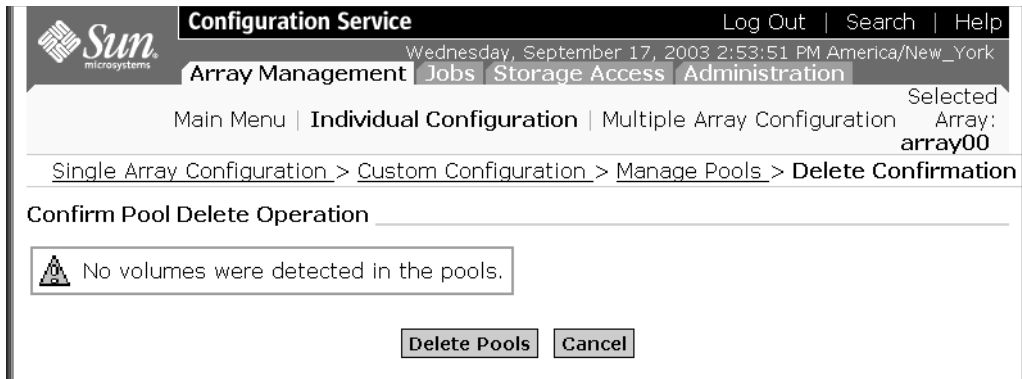 Sun
microsystems
Configuration Service
Log Out | Search | Help
Wednesday, September 17, 2003 2:53:51 PM America/New_York
Array Management Jobs Storage Access Administration
Main Menu | Individual Configuration | Multiple Array Configuration
Selected
Array:
array00
Single Array Configuration > Custom Configuration > Manage Pools > Delete Confirmation
Confirm Pool Delete Operation
No volumes were detected in the pools.
Delete Pools Cancel